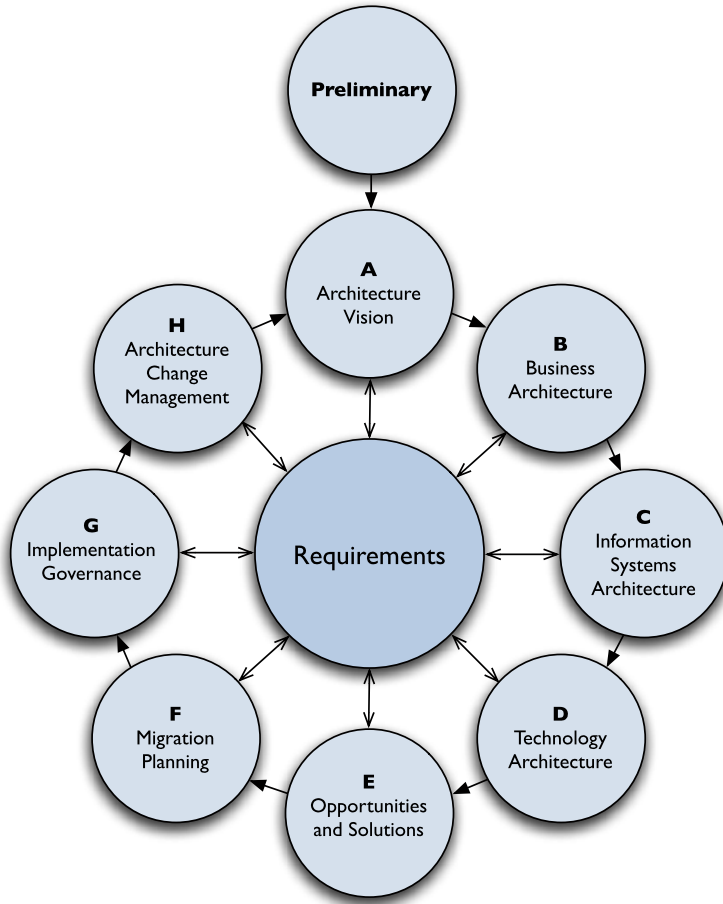 Preliminary
A
Architecture
Vision
B
Business
Architecture
C
Information
Systems
Architecture
D
Technology
Architecture
E
Opportunities
and Solutions
F
Migration
Planning
G
Implementation
Governance
H
Architecture
Change
Management
Requirements